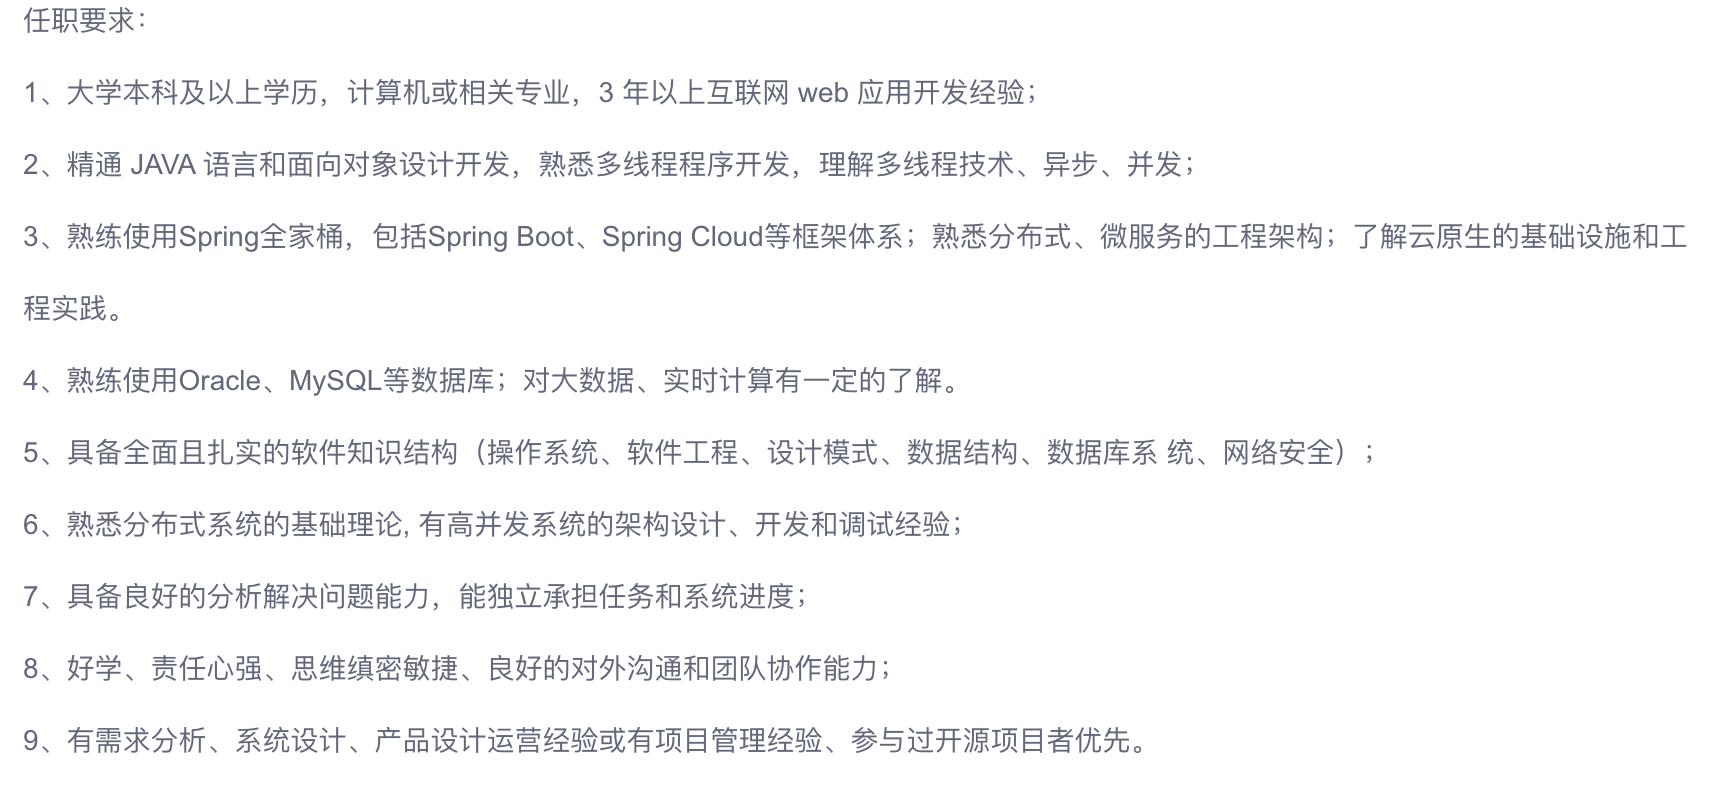 任职要求：
1、大学本科及以上学历，计算机或相关专业，3 年以上互联网 web 应用开发经验；
2、精通 JAVA 语言和面向对象设计开发，熟悉多线程程序开发，理解多线程技术、异步、并发；
3、熟练使用Spring全家桶，包括Spring Boot、Spring Cloud等框架体系；熟悉分布式、微服务的工程架构；了解云原生的基础设施和工
程实践。
4、熟练使用Oracle、MySQL等数据库；对大数据、实时计算有一定的了解。
5、具备全面且扎实的软件知识结构（操作系统、软件工程、设计模式、数据结构、数据库系 统、网络安全）；
6、熟悉分布式系统的基础理论, 有高并发系统的架构设计、开发和调试经验；
7、具备良好的分析解决问题能力，能独立承担任务和系统进度；
8、好学、责任心强、思维缜密敏捷、良好的对外沟通和团队协作能力；
9、有需求分析、系统设计、产品设计运营经验或有项目管理经验、参与过开源项目者优先。